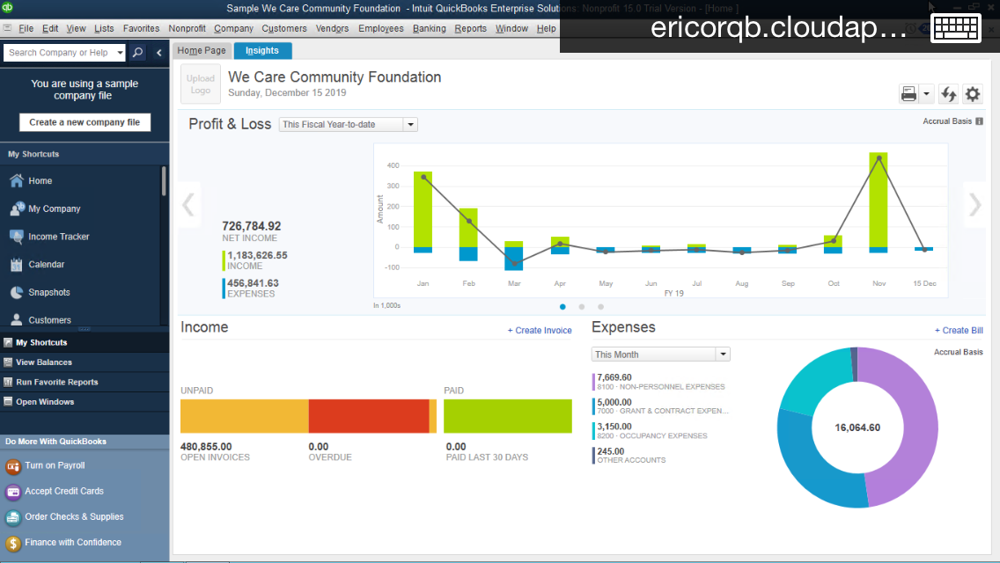 Sample We Care Community Foundation - Intuit QuickBooks Enterprise Solutions: Nonprofit 15.0 Trial Version - [Home ]
ericorqb.cloudap...
File Edit View Lists Favorites Nonprofit Company Customers Vendors Employees Banking Reports Window Help
Search Company or Help
Home Page Insights
You are using a sample
company file
Create a new company file
Upload
Logo
We Care Community Foundation
Sunday, December 15 2019
Profit & Loss This Fiscal Year-to-date
Accrual Basis
My Shortcuts
Home
My Company
Income Tracker
Calendar
Snapshots
Customers
My Shortcuts
View Balances
Run Favorite Reports
Open Windows
Do More With QuickBooks
Turn on Payroll
Accept Credit Cards
Order Checks & Supplies
Finance with Confidence
726,784.92
NET INCOME
1,183,626.55
INCOME
456,841.63
EXPENSES
Amount
400
300
200
100
0
-100
Jan Feb Mar Apr May Jun Jul Aug Sep Oct Nov 15 Dec
FY 19
In 1,000s
Income
+ Create Invoice
UNPAID
PAID
480,855.00
OPEN INVOICES
0.00
OVERDUE
0.00
PAID LAST 30 DAYS
Expenses
+ Create Bill
This Month
Accrual Basis
7,669.60
8100 · NON-PERSONNEL EXPENSES
5,000.00
7000 · GRANT & CONTRACT EXPEN...
3,150.00
8200 · OCCUPANCY EXPENSES
245.00
OTHER ACCOUNTS
16,064.60